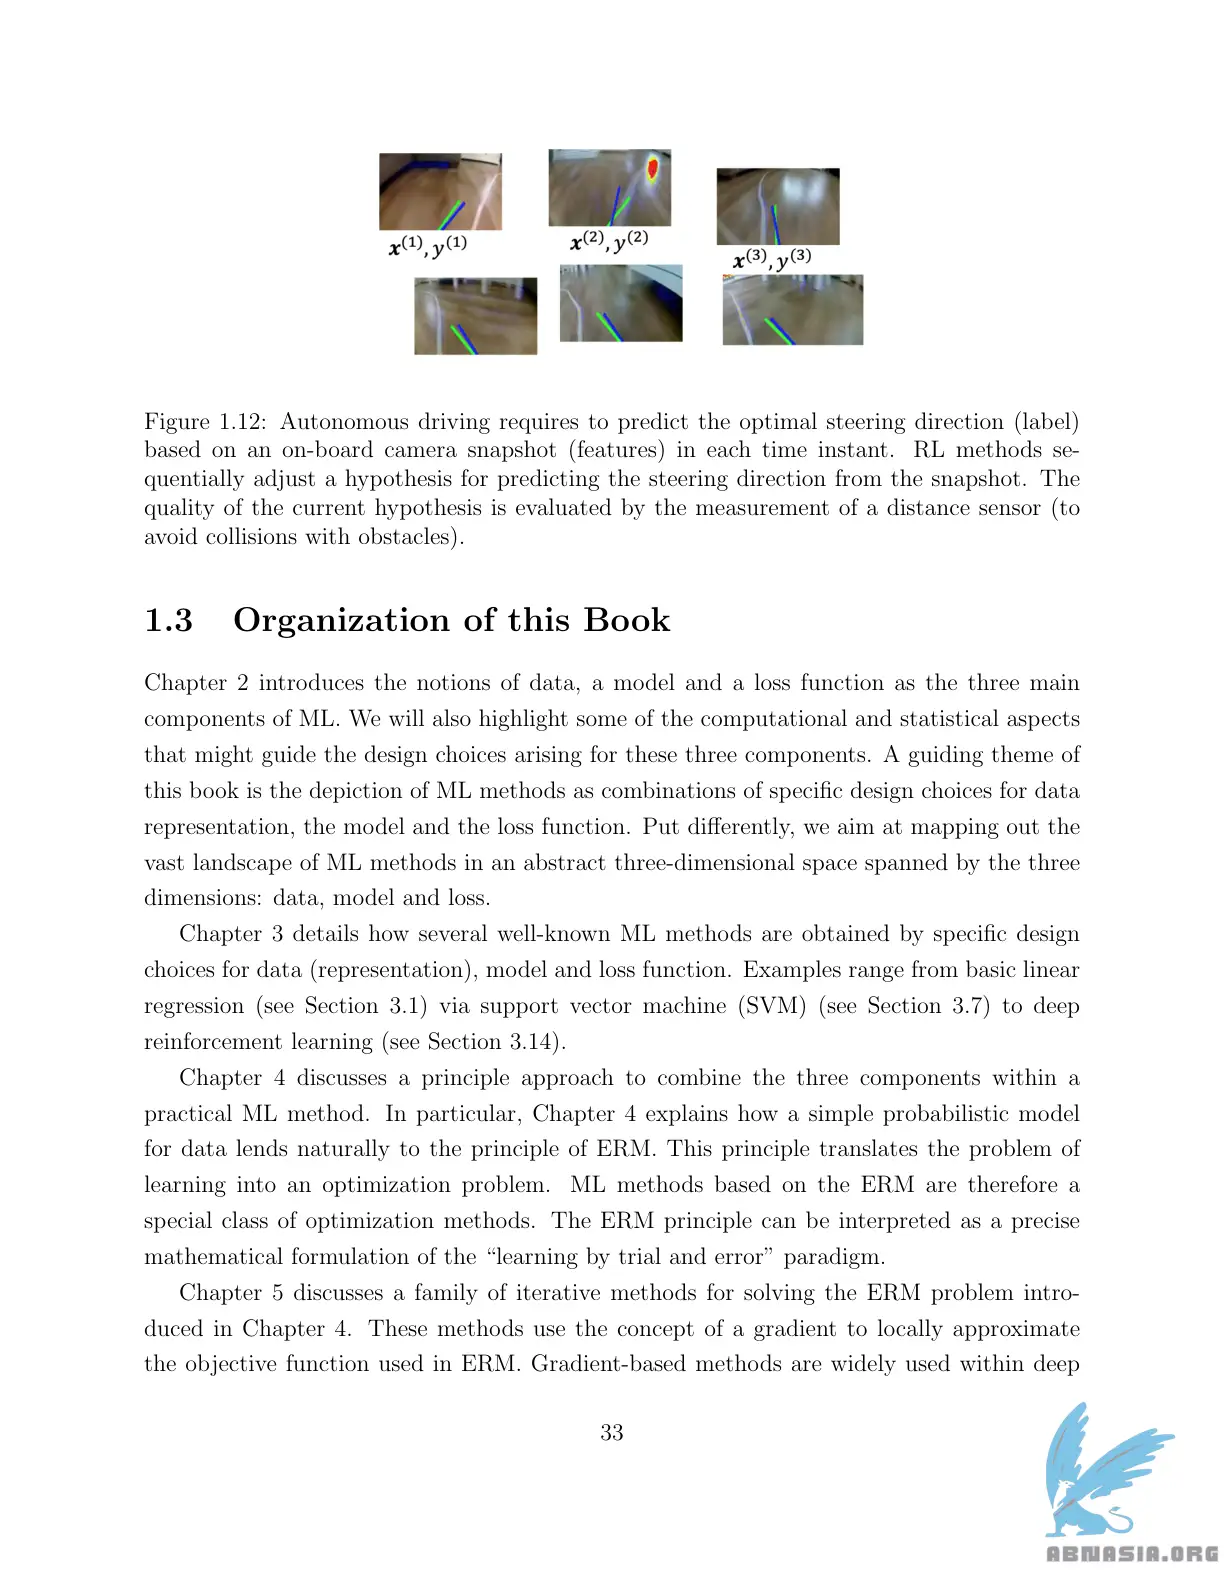 x^(1), y^(1)
x^(2), y^(2)
x^(3), y^(3)
Figure 1.12: Autonomous driving requires to predict the optimal steering direction (label)
based on an on-board camera snapshot (features) in each time instant. RL methods se-
quentially adjust a hypothesis for predicting the steering direction from the snapshot. The
quality of the current hypothesis is evaluated by the measurement of a distance sensor (to
avoid collisions with obstacles).
1.3 Organization of this Book
Chapter 2 introduces the notions of data, a model and a loss function as the three main
components of ML. We will also highlight some of the computational and statistical aspects
that might guide the design choices arising for these three components. A guiding theme of
this book is the depiction of ML methods as combinations of specific design choices for data
representation, the model and the loss function. Put differently, we aim at mapping out the
vast landscape of ML methods in an abstract three-dimensional space spanned by the three
dimensions: data, model and loss.
Chapter 3 details how several well-known ML methods are obtained by specific design
choices for data (representation), model and loss function. Examples range from basic linear
regression (see Section 3.1) via support vector machine (SVM) (see Section 3.7) to deep
reinforcement learning (see Section 3.14).
Chapter 4 discusses a principle approach to combine the three components within a
practical ML method. In particular, Chapter 4 explains how a simple probabilistic model
for data lends naturally to the principle of ERM. This principle translates the problem of
learning into an optimization problem. ML methods based on the ERM are therefore a
special class of optimization methods. The ERM principle can be interpreted as a precise
mathematical formulation of the “learning by trial and error” paradigm.
Chapter 5 discusses a family of iterative methods for solving the ERM problem intro-
duced in Chapter 4. These methods use the concept of a gradient to locally approximate
the objective function used in ERM. Gradient-based methods are widely used within deep
33
ABNASIA.ORG